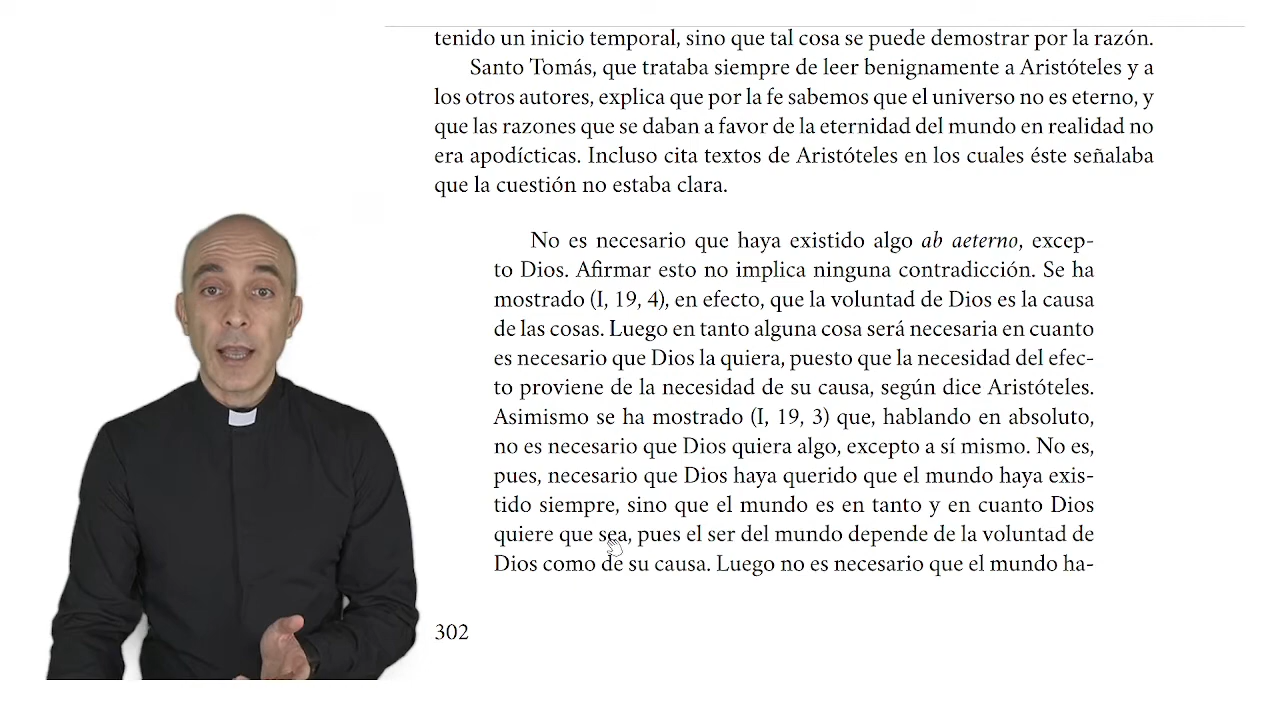 tenido un inicio temporal, sino que tal cosa se puede demostrar por la razón.
Santo Tomás, que trataba siempre de leer benignamente a Aristóteles y a
los otros autores, explica que por la fe sabemos que el universo no es eterno, y
que las razones que se daban a favor de la eternidad del mundo en realidad no
era apodícticas. Incluso cita textos de Aristóteles en los cuales éste señalaba
que la cuestión no estaba clara.
No es necesario que haya existido algo ab aeterno, excep-
to Dios. Afirmar esto no implica ninguna contradicción. Se ha
mostrado (I, 19, 4), en efecto, que la voluntad de Dios es la causa
de las cosas. Luego en tanto alguna cosa será necesaria en cuanto
es necesario que Dios la quiera, puesto que la necesidad del efec-
to proviene de la necesidad de su causa, según dice Aristóteles.
Asimismo se ha mostrado (I, 19, 3) que, hablando en absoluto,
no es necesario que Dios quiera algo, excepto a sí mismo. No es,
pues, necesario que Dios haya querido que el mundo haya exis-
tido siempre, sino que el mundo es en tanto y en cuanto Dios
quiere que sea, pues el ser del mundo depende de la voluntad de
Dios como de su causa. Luego no es necesario que el mundo ha-
302